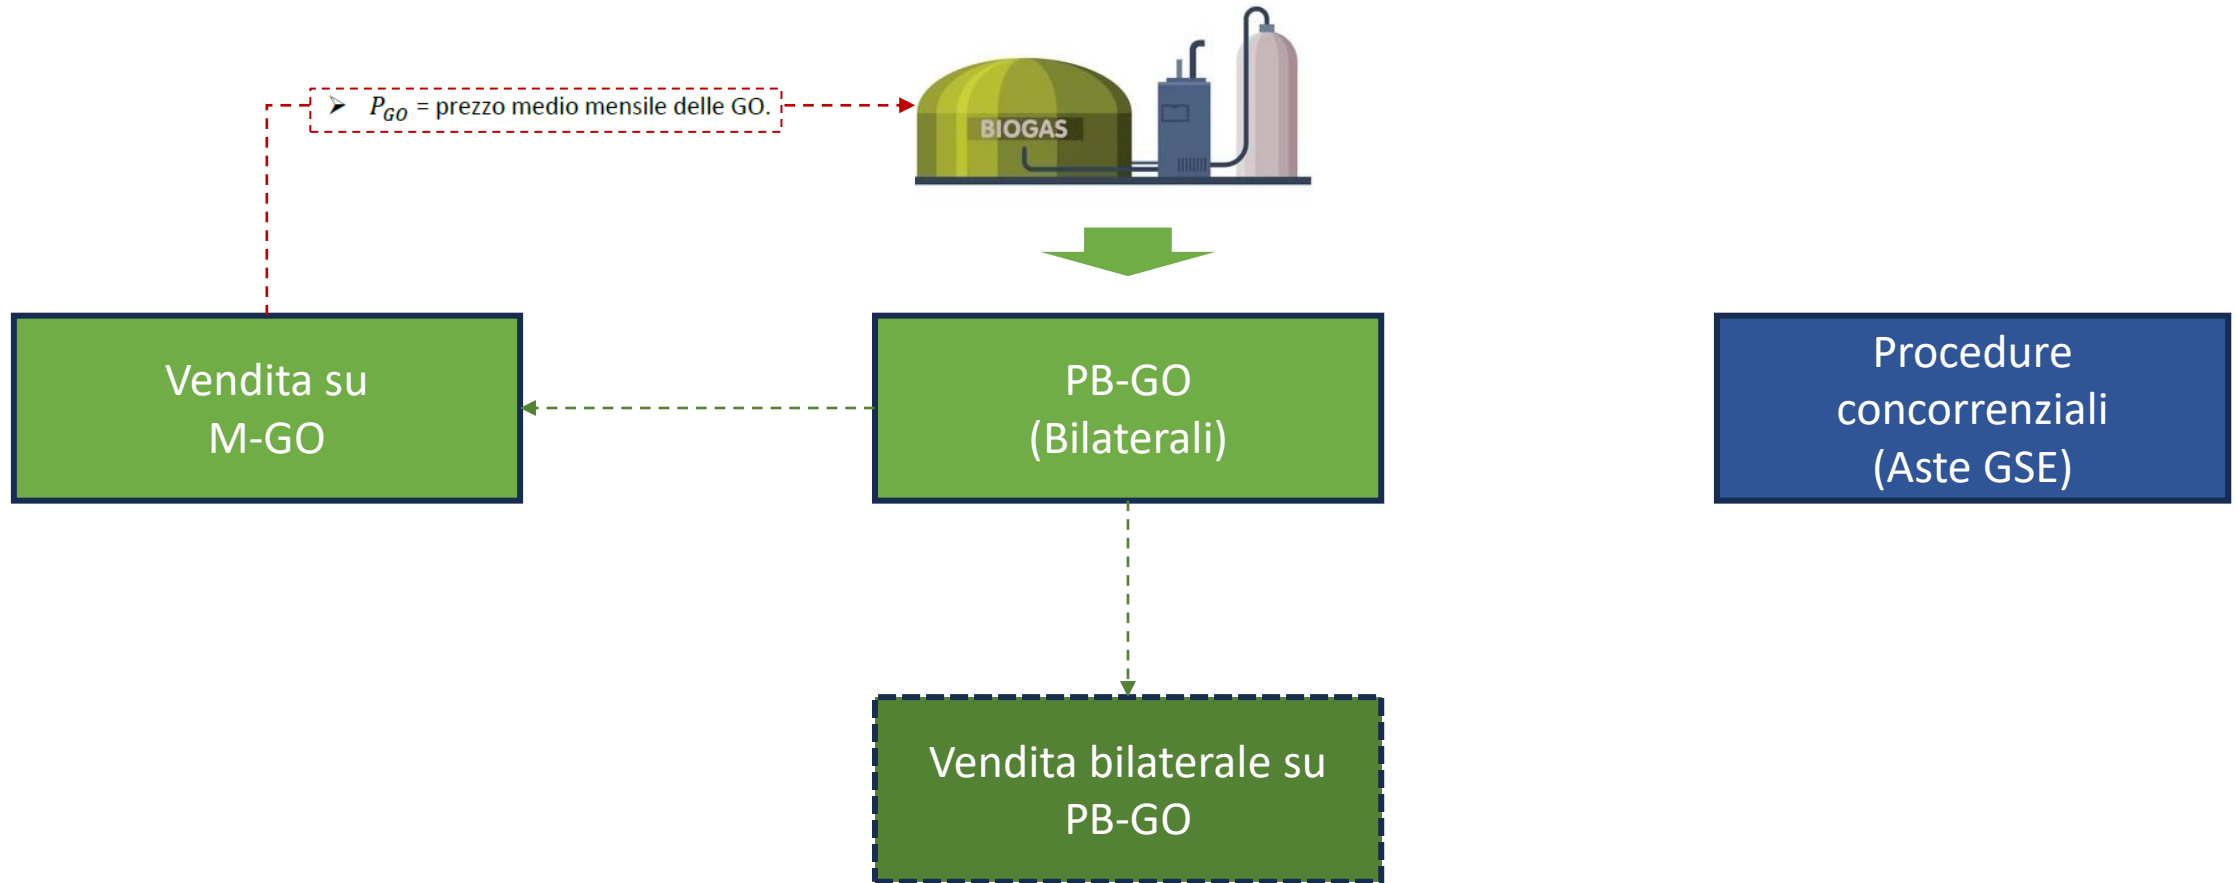 ➢ P_GO = prezzo medio mensile delle GO.
BIOGAS
Vendita su
M-GO
PB-GO
(Bilaterali)
Procedure
concorrenziali
(Aste GSE)
Vendita bilaterale su
PB-GO